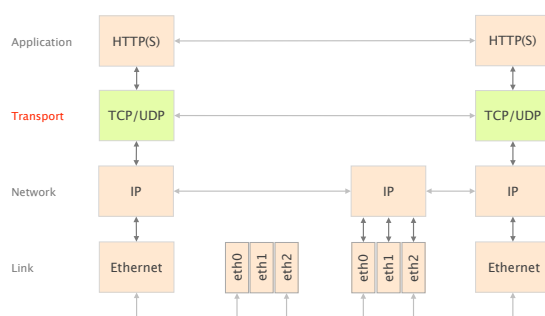 Application
HTTP(S)
HTTP(S)
Transport
TCP/UDP
TCP/UDP
Network
IP
IP
IP
Link
Ethernet
eth0
eth1
eth2
eth0
eth1
eth2
Ethernet